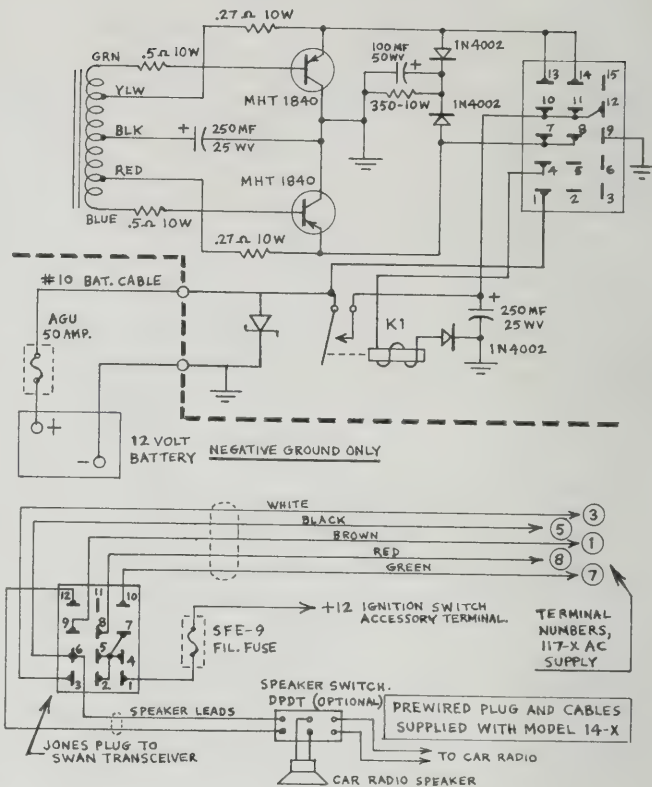 .27Ω 10W
GRN
.5Ω 10W
YLW
MHT 1840
BLK
+
250MF
25 WV
RED
MHT 1840
BLUE
.5Ω 10W
.27Ω 10W
100MF
50WV
+
1N4002
350-10W
1N4002
13
14
15
10
11
12
7
8
9
4
5
6
1
2
3
#10 BAT. CABLE
AGU
50 AMP.
K1
+
250MF
25WV
1N4002
+
-
12 VOLT
BATTERY
NEGATIVE GROUND ONLY
WHITE
3
BLACK
5
BROWN
1
RED
8
GREEN
7
12
11
10
9
8
7
6
5
4
3
2
1
SFE-9
FIL. FUSE
+12 IGNITION SWITCH
ACCESSORY TERMINAL.
TERMINAL
NUMBERS,
117-X AC
SUPPLY
SPEAKER SWITCH.
DPDT (OPTIONAL)
SPEAKER LEADS
PREWIRED PLUG AND CABLES
SUPPLIED WITH MODEL 14-X
JONES PLUG TO
SWAN TRANSCEIVER
TO CAR RADIO
CAR RADIO SPEAKER